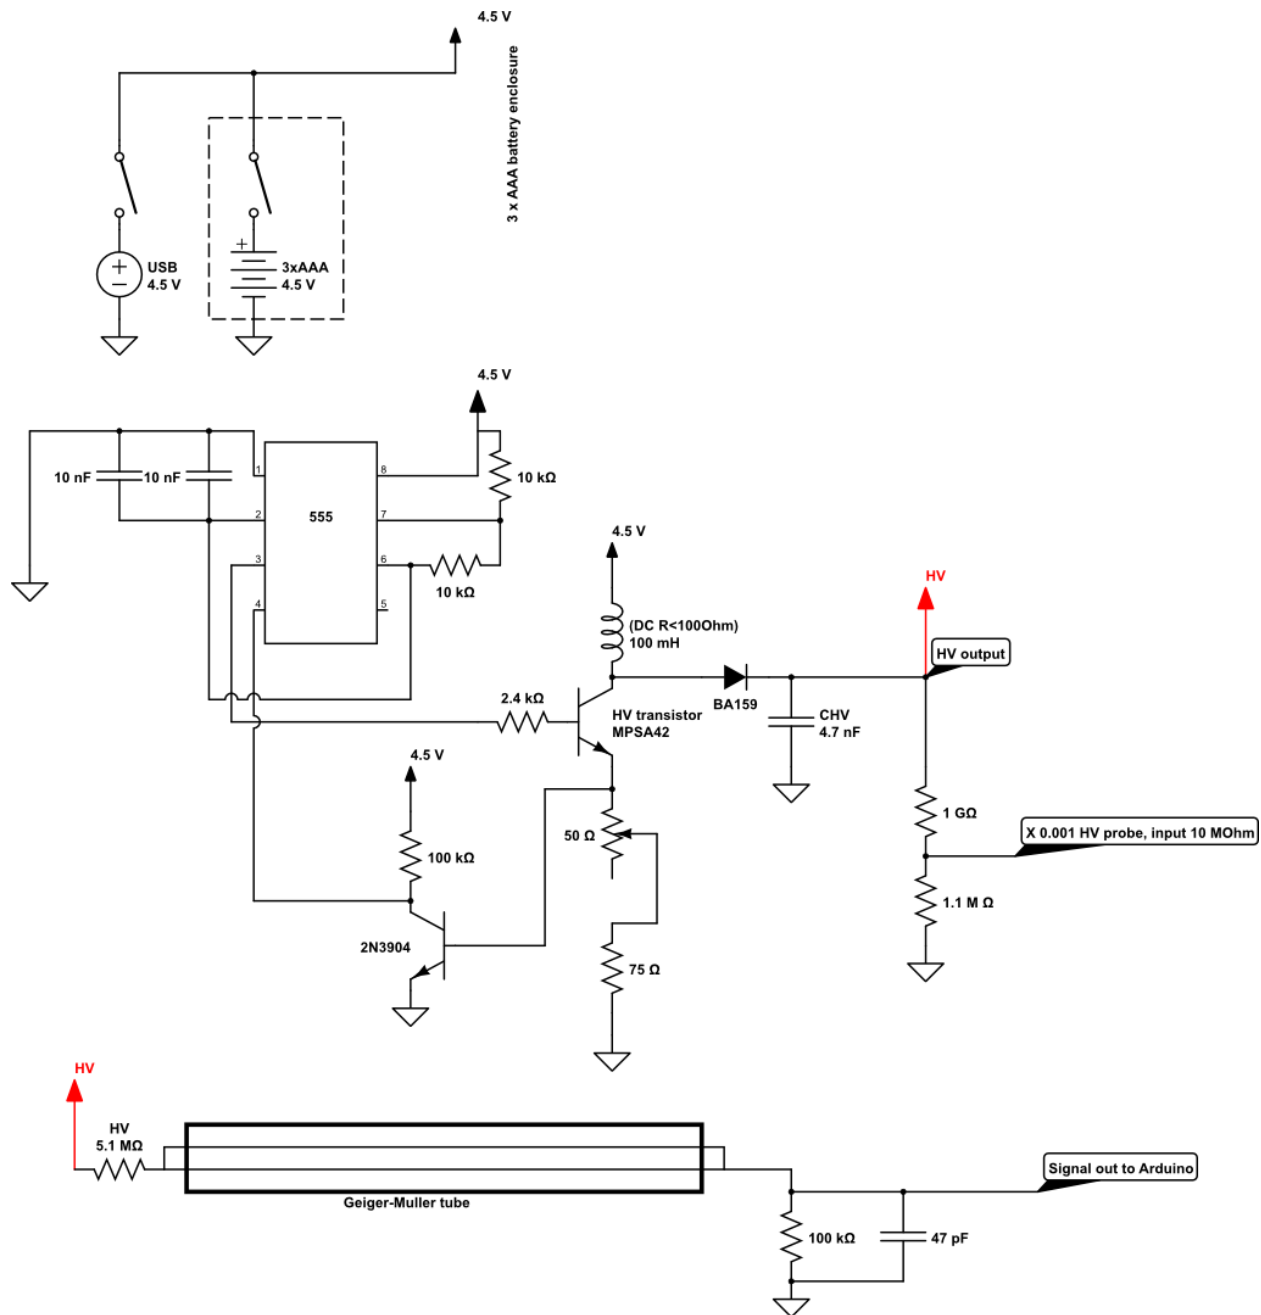 4.5 V
3 x AAA battery enclosure
+
USB
4.5 V
3xAAA
4.5 V
4.5 V
10 nF
10 nF
1
8
10 kΩ
555
2
7
4.5 V
3
6
10 kΩ
4
5
HV
(DC R<100Ohm)
100 mH
HV output
2.4 kΩ
BA159
HV transistor
MPSA42
CHV
4.7 nF
4.5 V
1 GΩ
X 0.001 HV probe, input 10 MOhm
50 Ω
100 kΩ
1.1 M Ω
2N3904
75 Ω
HV
HV
5.1 MΩ
Signal out to Arduino
Geiger-Muller tube
100 kΩ
47 pF